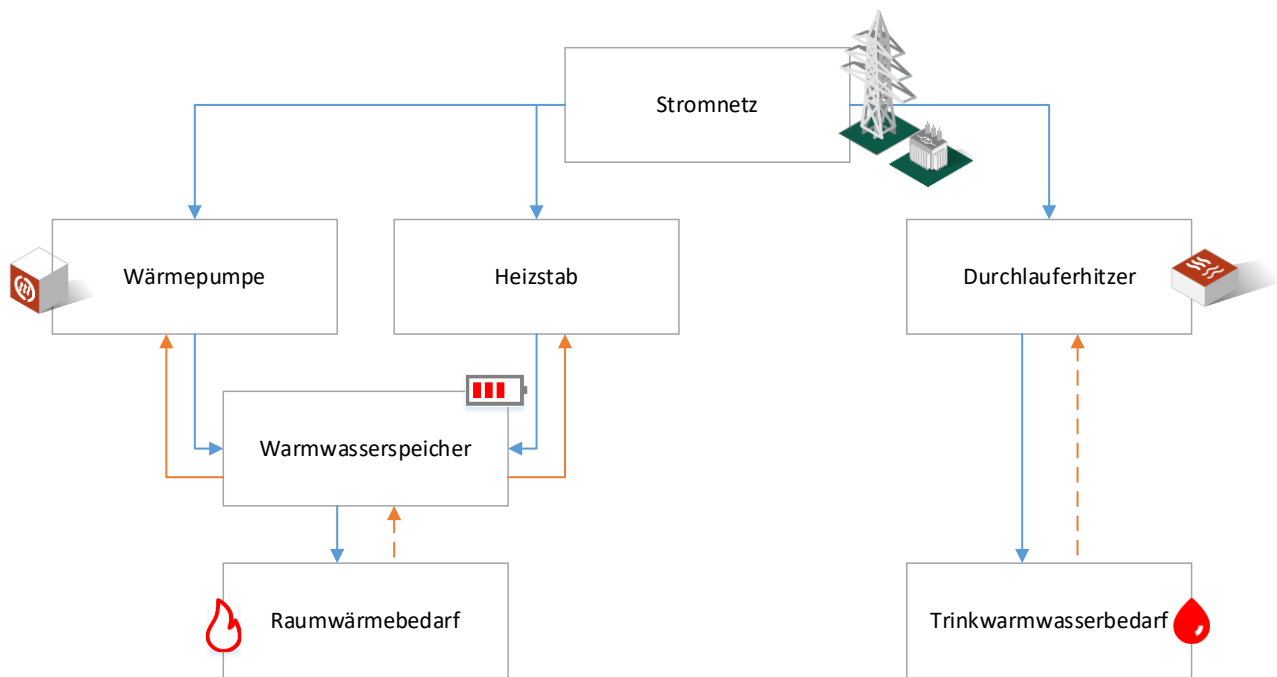 Stromnetz
Wärmepumpe
Heizstab
Durchlauferhitzer
Warmwasserspeicher
Raumwärmebedarf
Trinkwarmwasserbedarf